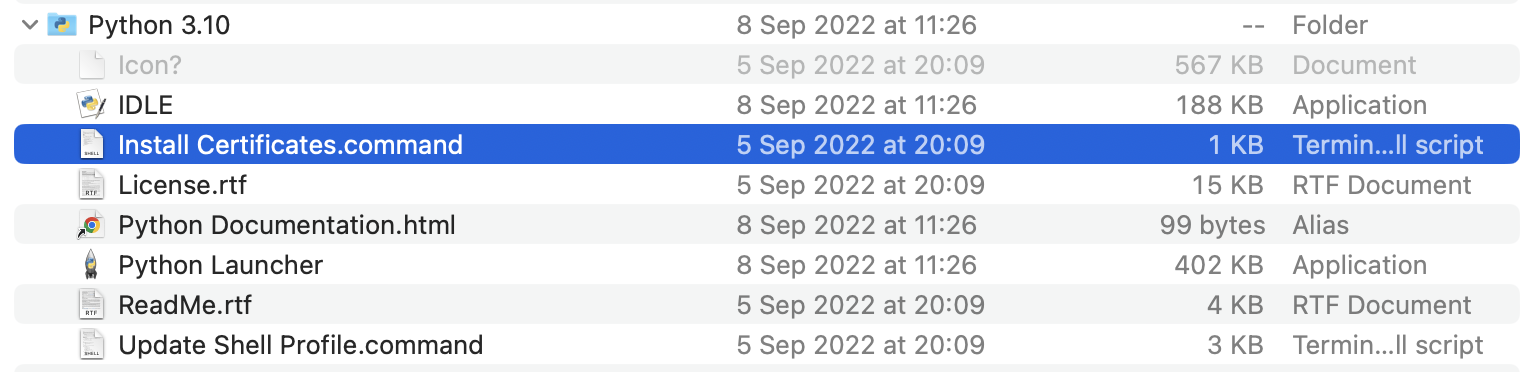 Python 3.10 8 Sep 2022 at 11:26 -- Folder
Icon? 5 Sep 2022 at 20:09 567 KB Document
IDLE 8 Sep 2022 at 11:26 188 KB Application
Install Certificates.command 5 Sep 2022 at 20:09 1 KB Termin...ll script
License.rtf 5 Sep 2022 at 20:09 15 KB RTF Document
Python Documentation.html 8 Sep 2022 at 11:26 99 bytes Alias
Python Launcher 8 Sep 2022 at 11:26 402 KB Application
ReadMe.rtf 5 Sep 2022 at 20:09 4 KB RTF Document
Update Shell Profile.command 5 Sep 2022 at 20:09 3 KB Termin...ll script